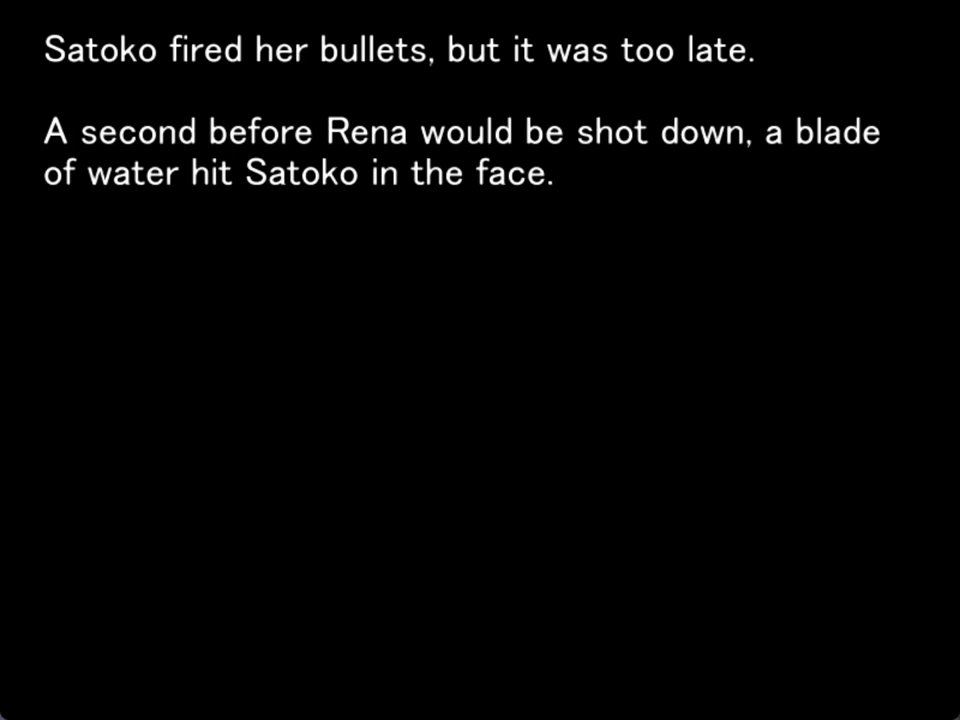 Satoko fired her bullets, but it was too late.
A second before Rena would be shot down, a blade
of water hit Satoko in the face.